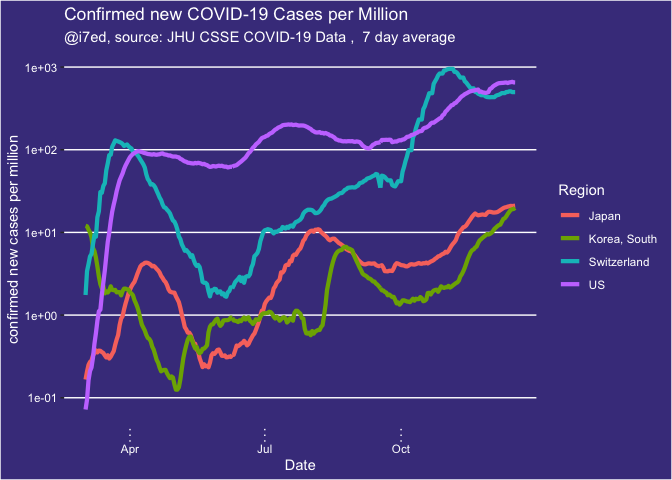 Confirmed new COVID-19 Cases per Million
@i7ed, source: JHU CSSE COVID-19 Data ,  7 day average
confirmed new cases per million
1e+03
1e+02
1e+01
1e+00
1e-01
Apr
Jul
Oct
Date
Region
Japan
Korea, South
Switzerland
US